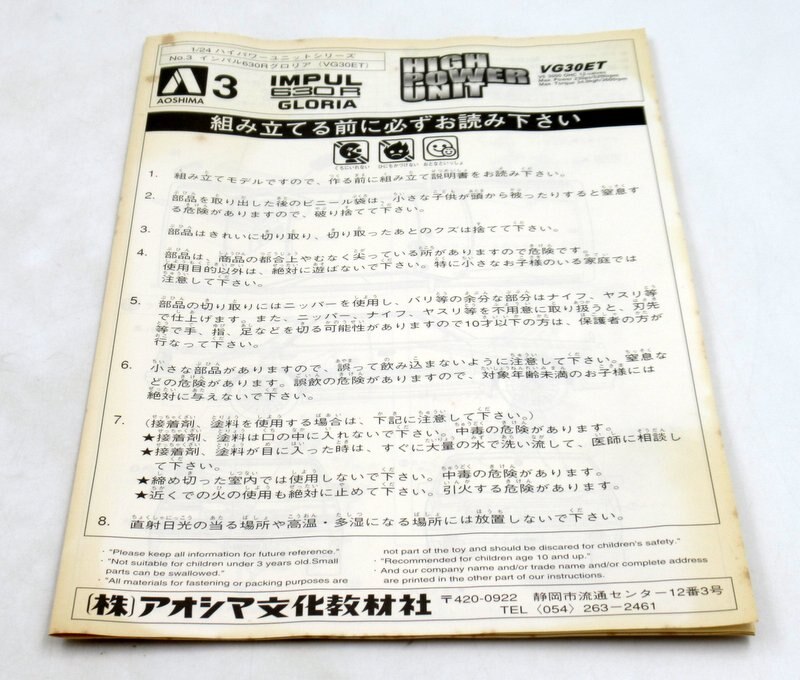 1/24 ハイパワーユニットシリーズ
No.3 インパル630Rグロリア (VG30ET)
AOSHIMA
3
IMPUL
630R
GLORIA
HIGH
POWER
UNIT
VG30ET
組み立てる前に必ずお読み下さい
くちにいれない
ひにちかづけない
おとなといっしょ
1. 組み立てモデルですので、作る前に組み立て説明書をお読み下さい。
2. 部品を取り出した後のビニール袋は、小さな子供が頭から被ったりすると窒息す
る危険がありますので、破り捨てて下さい。
3. 部品はきれいに切り取り、切り取ったあとのクズは捨てて下さい。
4. 部品は、商品の都合上やむなく尖っている所がありますので危険です。
使用目的以外は、絶対に遊ばないで下さい。特に小さなお子様のいる家庭では
注意して下さい。
5. 部品の切り取りにはニッパーを使用し、バリ等の余分な部分はナイフ、ヤスリ等
で仕上げます。また、ニッパー、ナイフ、ヤスリ等を不用意に取り扱うと、刃先
等で手、指、足などを切る可能性がありますので10才以下の方は、保護者の方が
行なって下さい。
6. 小さな部品がありますので、誤って飲み込まないように注意して下さい。窒息な
どの危険があります。誤飲の危険がありますので、対象年齢未満のお子様には
絶対に与えないで下さい。
7. (接着剤、塗料を使用する場合は、下記に注意して下さい。)
★接着剤、塗料は口の中に入れないで下さい。中毒の危険があります。
★接着剤、塗料が目に入った時は、すぐに大量の水で洗い流して、医師に相談し
て下さい。
★締め切った室内では使用しないで下さい。中毒の危険があります。
★近くでの火の使用も絶対に止めて下さい。引火する危険があります。
8. 直射日光の当る場所や高温・多湿になる場所には放置しないで下さい。
・"Please keep all information for future reference."
・"Not suitable for children under 3 years old.Small
parts can be swallowed."
・"All materials for fastening or packing purposes are
not part of the toy and should be discared for children's safety."
・"Recommended for children age 10 and up."
・And our company name and/or trade name and/or complete address
are printed in the other part of our instructions.
(株)アオシマ文化教材社
〒420-0922 静岡市流通センター12番3号
TEL〈054〉263-2461